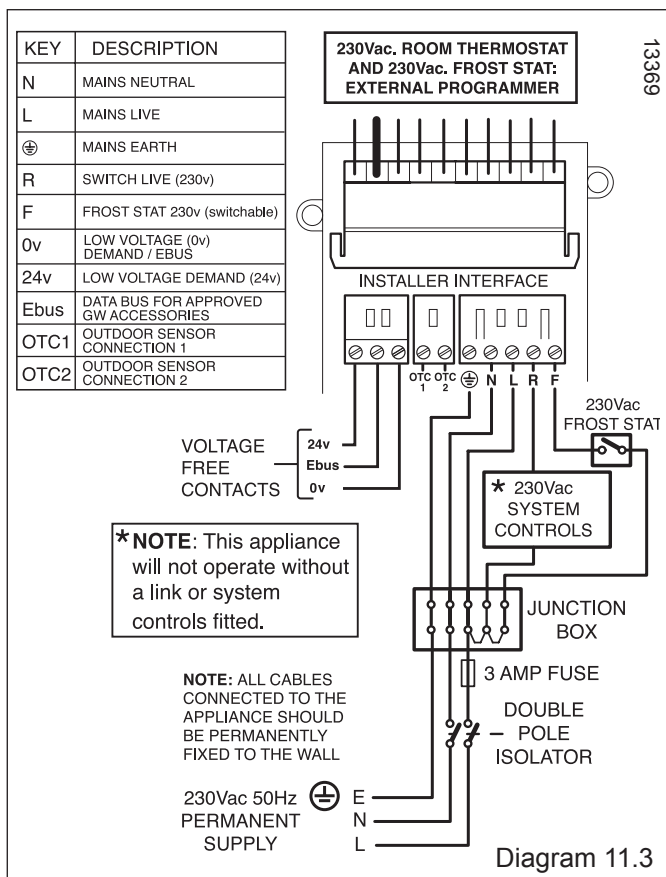 KEY DESCRIPTION
N MAINS NEUTRAL
L MAINS LIVE
⏚ MAINS EARTH
R SWITCH LIVE (230v)
F FROST STAT 230v (switchable)
0v LOW VOLTAGE (0v)
DEMAND / EBUS
24v LOW VOLTAGE DEMAND (24v)
Ebus DATA BUS FOR APPROVED
GW ACCESSORIES
OTC1 OUTDOOR SENSOR
CONNECTION 1
OTC2 OUTDOOR SENSOR
CONNECTION 2
230Vac. ROOM THERMOSTAT
AND 230Vac. FROST STAT:
EXTERNAL PROGRAMMER
13369
INSTALLER INTERFACE
OTC 1
OTC 2
⏚ N L R F
230Vac
FROST STAT
VOLTAGE
FREE
CONTACTS
24v
Ebus
0v
* 230Vac
SYSTEM
CONTROLS
*NOTE: This appliance
will not operate without
a link or system
controls fitted.
JUNCTION
BOX
3 AMP FUSE
NOTE: ALL CABLES
CONNECTED TO THE
APPLIANCE SHOULD
BE PERMANENTLY
FIXED TO THE WALL
DOUBLE
POLE
ISOLATOR
230Vac 50Hz ⏚ E
PERMANENT N
SUPPLY L
Diagram 11.3